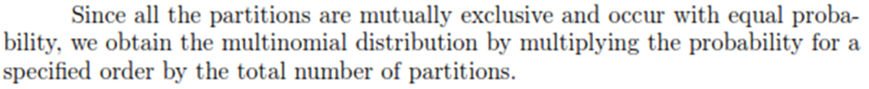 Since all the partitions are mutually exclusive and occur with equal proba-
bility, we obtain the multinomial distribution by multiplying the probability for a
specified order by the total number of partitions.